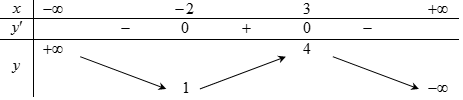 x −∞ −2 3 +∞
y′ − 0 + 0 −
+∞ 4
y
1 −∞